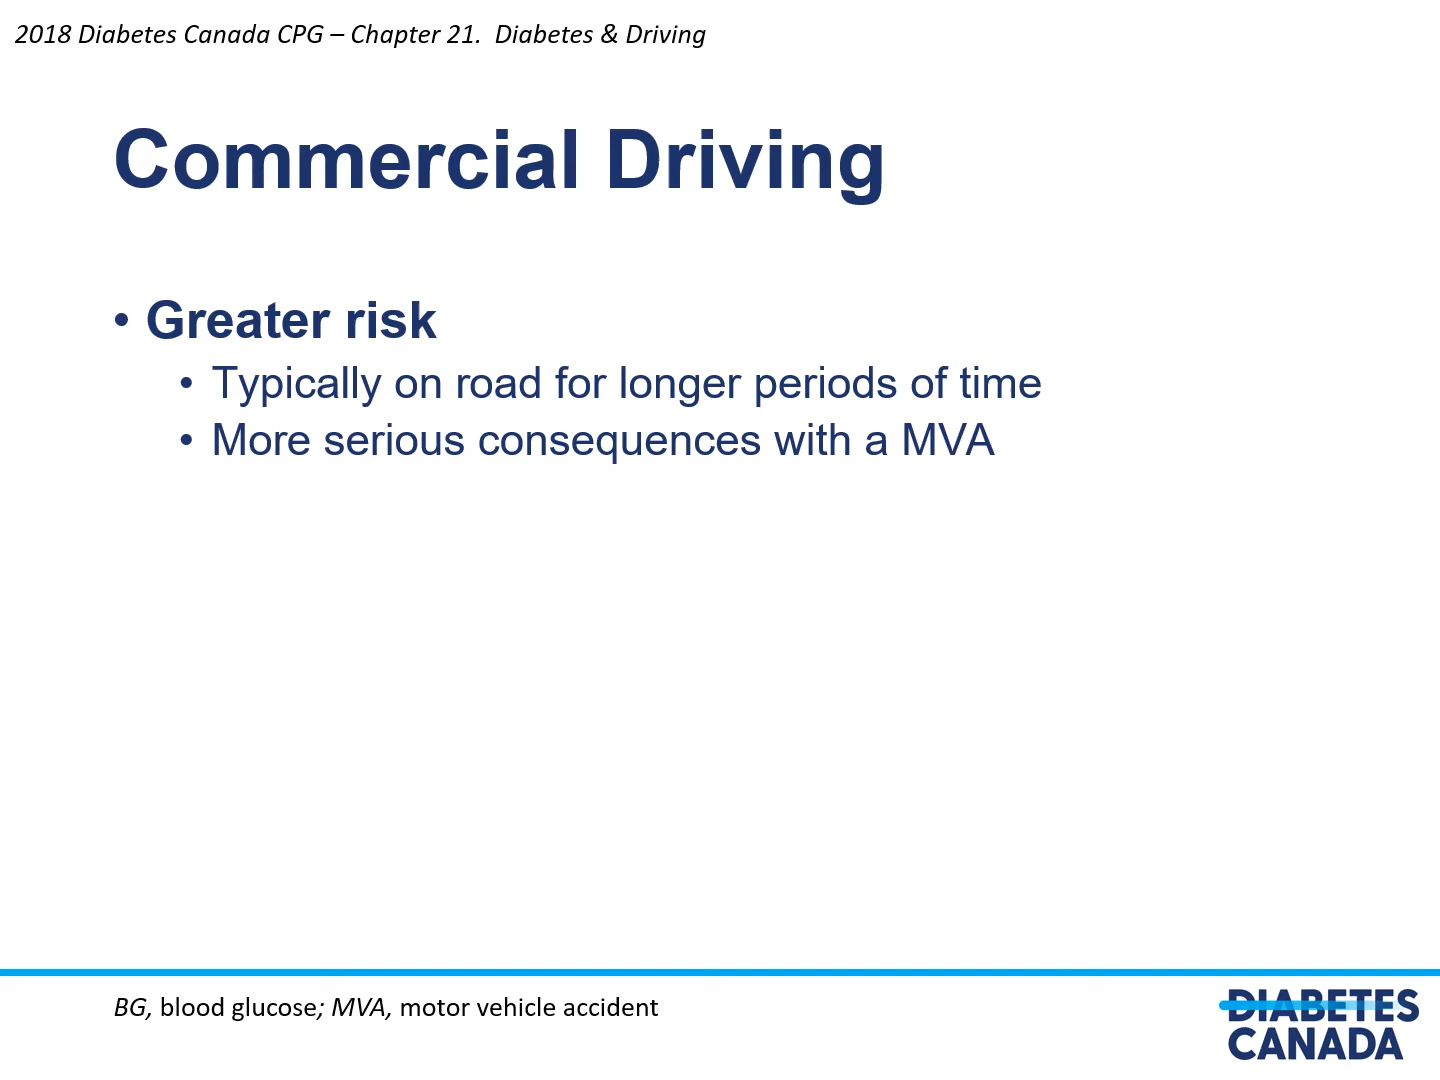 2018 Diabetes Canada CPG – Chapter 21.  Diabetes & Driving
Commercial Driving
• Greater risk
• Typically on road for longer periods of time
• More serious consequences with a MVA
BG, blood glucose; MVA, motor vehicle accident
DIABETES
CANADA